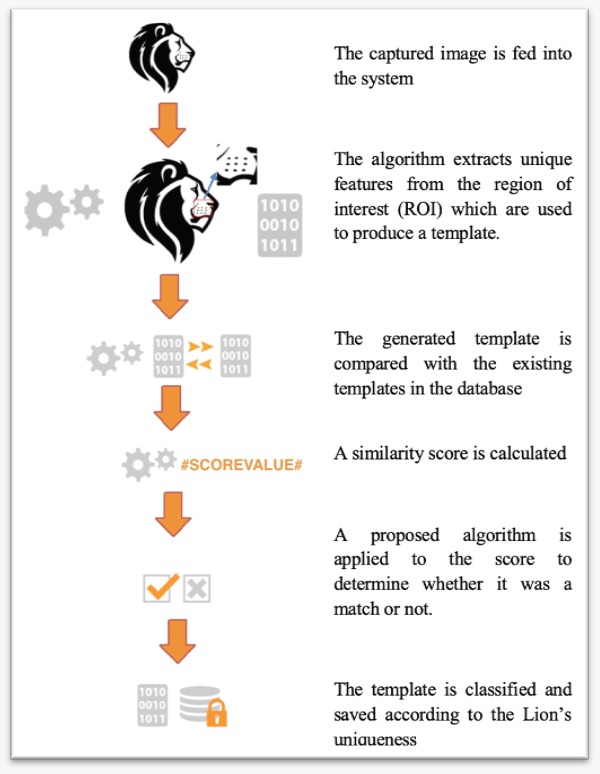 The captured image is fed into
the system
The algorithm extracts unique
features from the region of
interest (ROI) which are used
to produce a template.
1010
0010
1011
The generated template is
compared with the existing
templates in the database
1010
0010
1011
1010
0010
1011
#SCOREVALUE#
A similarity score is calculated
A proposed algorithm is
applied to the score to
determine whether it was a
match or not.
1010
0010
1011
The template is classified and
saved according to the Lion's
uniqueness